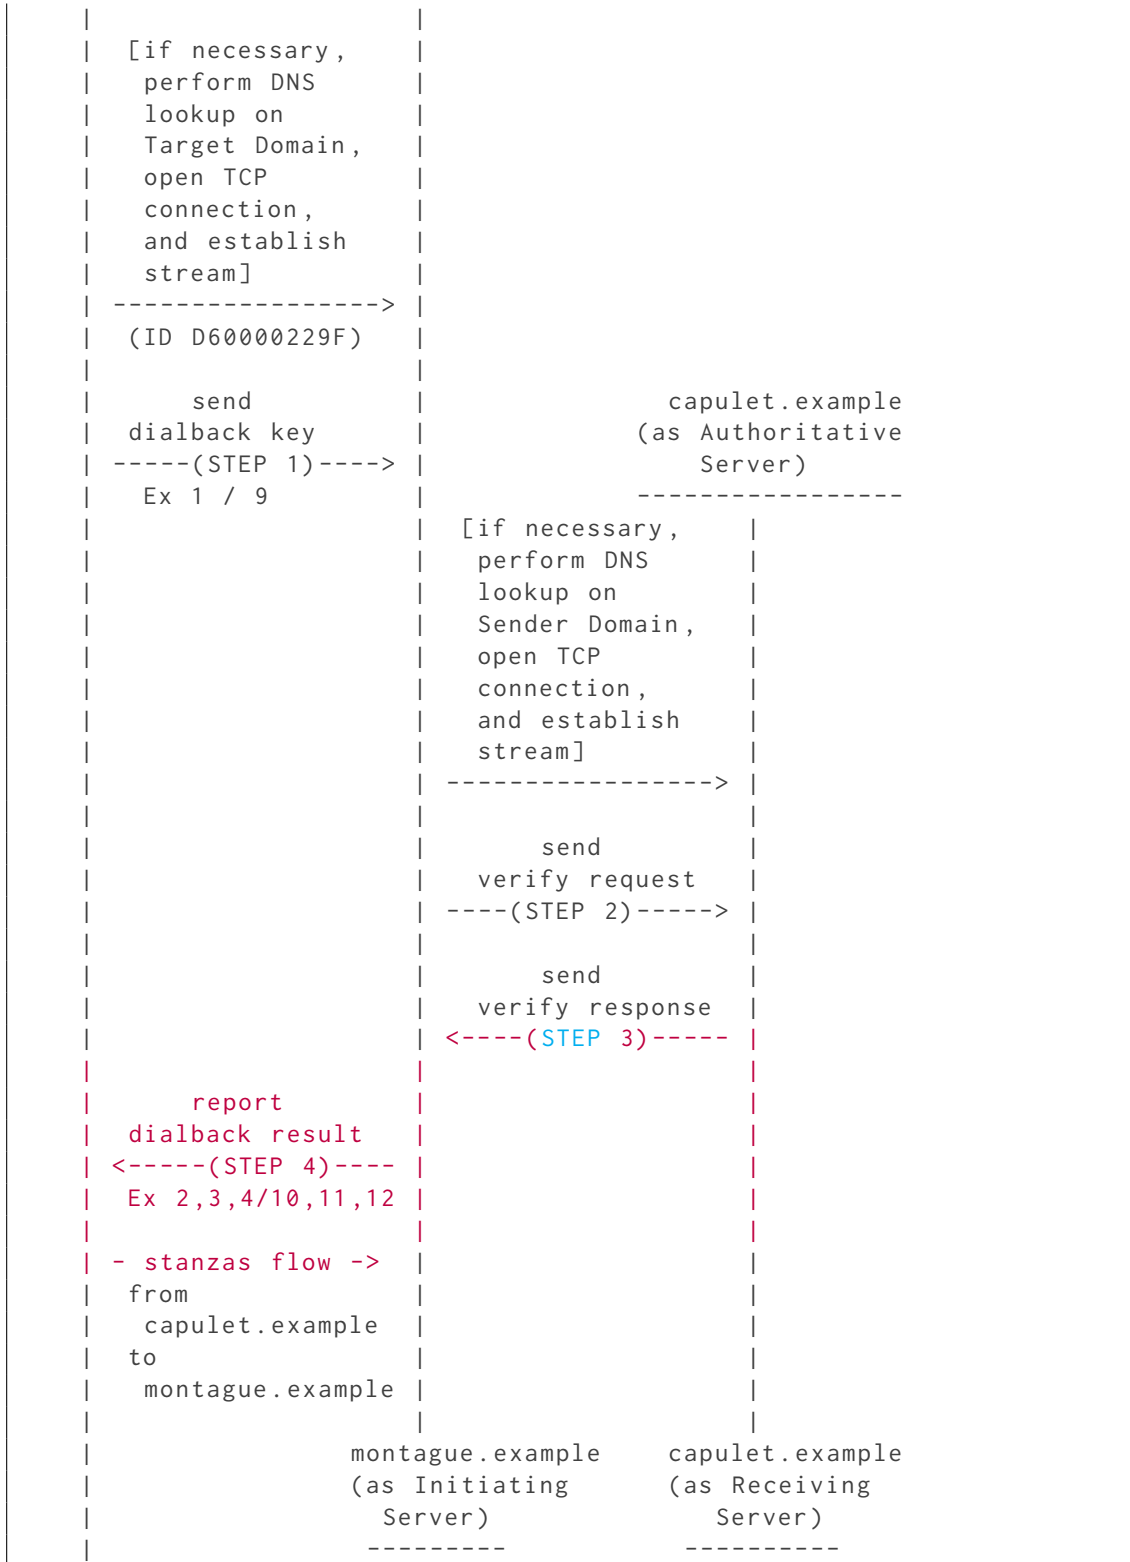 |                    |
|  [if necessary,    |
|   perform DNS      |
|   lookup on        |
|   Target Domain,   |
|   open TCP         |
|   connection,      |
|   and establish    |
|   stream]          |
| -----------------> |
|  (ID D60000229F)   |
|                    |
|      send          |               capulet.example
|  dialback key      |             (as Authoritative
| -----(STEP 1)----> |                 Server)
|   Ex 1 / 9         |             -----------------
|                    |  [if necessary,    |
|                    |   perform DNS      |
|                    |   lookup on        |
|                    |   Sender Domain,   |
|                    |   open TCP         |
|                    |   connection,      |
|                    |   and establish    |
|                    |   stream]          |
|                    | -----------------> |
|                    |                    |
|                    |       send         |
|                    |   verify request   |
|                    | ----(STEP 2)-----> |
|                    |                    |
|                    |       send         |
|                    |   verify response  |
|                    | <----(STEP 3)----- |
|                    |                    |
|      report        |                    |
|  dialback result   |                    |
| <-----(STEP 4)---- |                    |
|  Ex 2,3,4/10,11,12 |                    |
|                    |                    |
| - stanzas flow ->  |                    |
|  from              |                    |
|   capulet.example  |                    |
|  to                |                    |
|   montague.example |                    |
|                    |                    |
|                montague.example    capulet.example
|                (as Initiating      (as Receiving
|                  Server)              Server)
|                 ---------           ----------